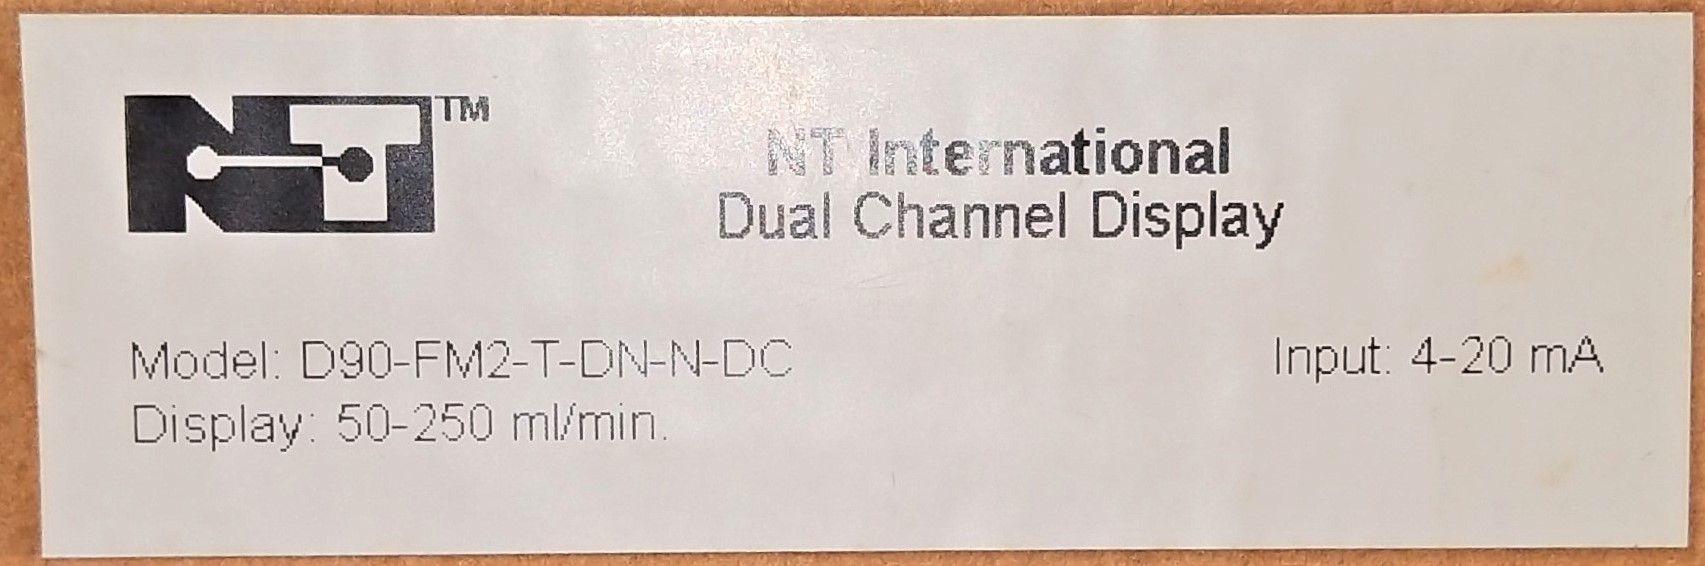 NT™
NT International
Dual Channel Display
Model: D90-FM2-T-DN-N-DC
Input: 4-20 mA
Display: 50-250 ml/min.